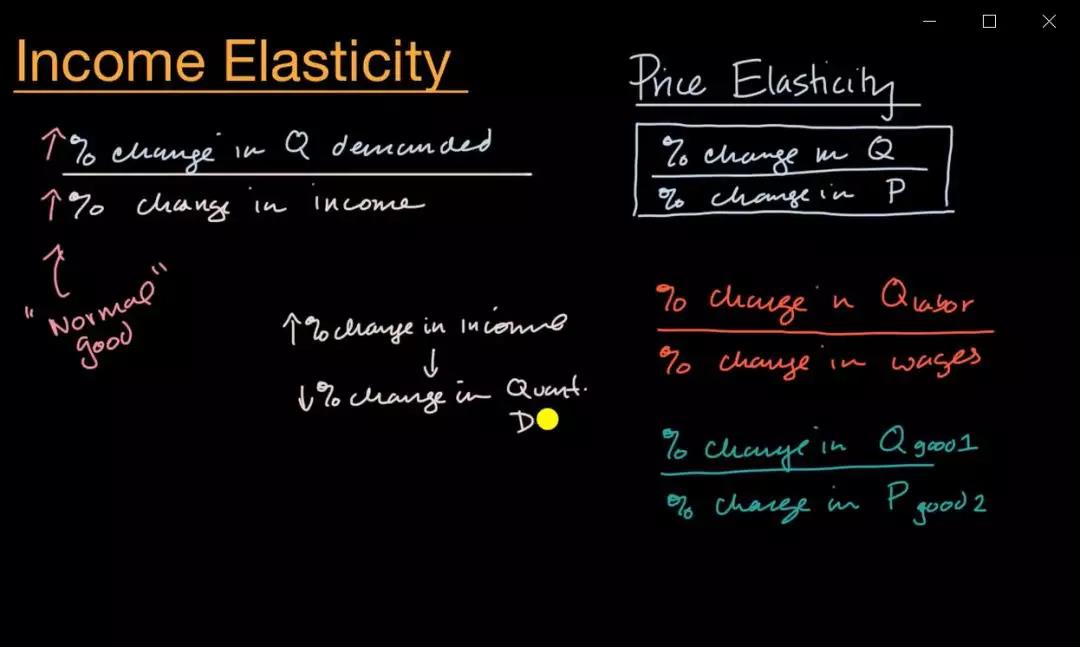 Income Elasticity
↑ % change in Q demanded
↑ % change in income
"Normal"
good
↑ % change in income
↓
↓ % change in Quant.
D
Price Elasticity
% change in Q
% change in P
% change in Q labor
% change in wages
% change in Q good 1
% change in P good 2